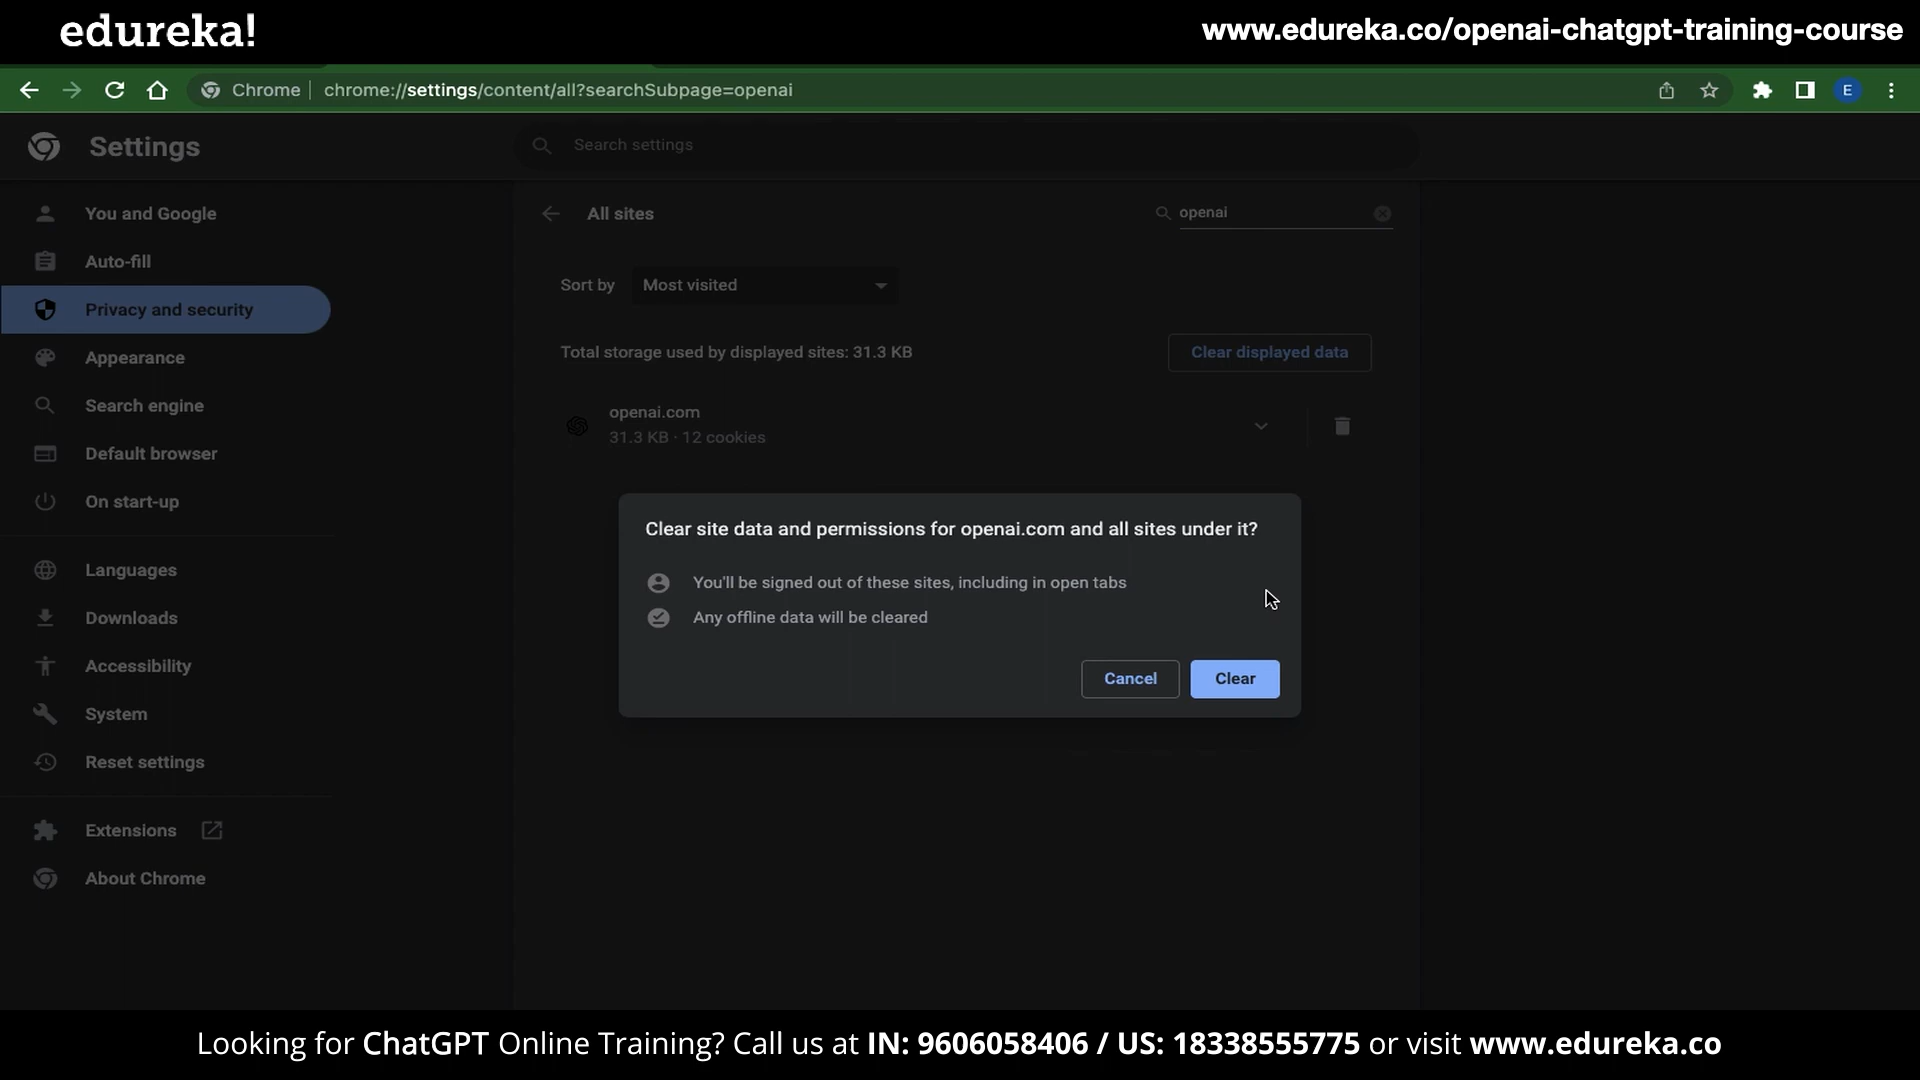 edureka!
www.edureka.co/openai-chatgpt-training-course
Chrome | chrome://settings/content/all?searchSubpage=openai
E
Settings
Search settings
You and Google
Auto-fill
Privacy and security
Appearance
Search engine
Default browser
On start-up
Languages
Downloads
Accessibility
System
Reset settings
Extensions
About Chrome
All sites
openai
Sort by
Most visited
Total storage used by displayed sites: 31.3 KB
Clear displayed data
openai.com
31.3 KB · 12 cookies
Clear site data and permissions for openai.com and all sites under it?
You'll be signed out of these sites, including in open tabs
Any offline data will be cleared
Cancel
Clear
Looking for ChatGPT Online Training? Call us at IN: 9606058406 / US: 18338555775 or visit www.edureka.co